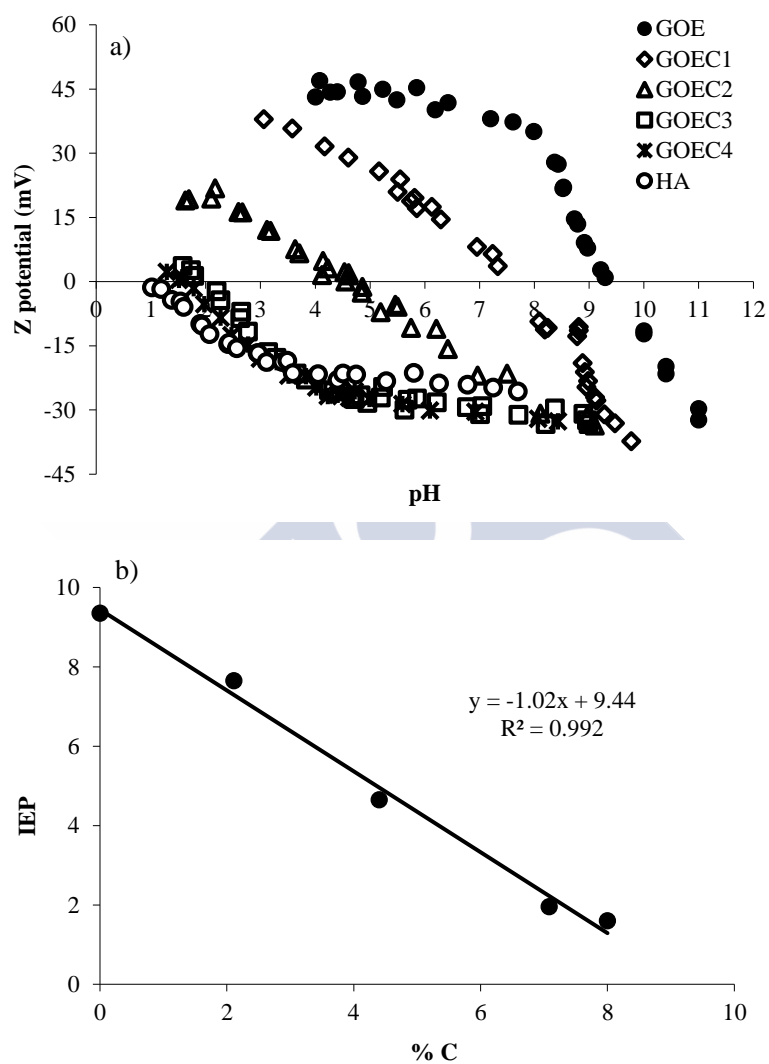 a)
60
45
30
15
0
-15
-30
-45
Z potential (mV)
0 1 2 3 4 5 6 7 8 9 10 11 12
pH
GOE
GOEC1
GOEC2
GOEC3
GOEC4
HA
b)
10
8
6
4
2
0
IEP
y = -1.02x + 9.44
R² = 0.992
0 2 4 6 8 10
% C